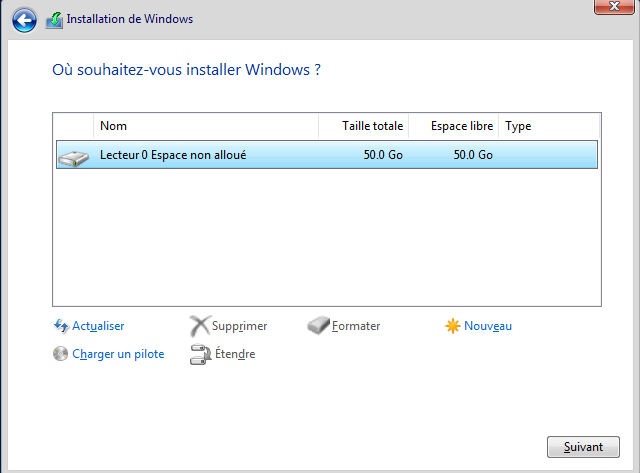 Installation de Windows
Où souhaitez-vous installer Windows ?
Nom Taille totale Espace libre Type
Lecteur 0 Espace non alloué 50.0 Go 50.0 Go
Actualiser Supprimer Formater Nouveau
Charger un pilote Étendre
Suivant